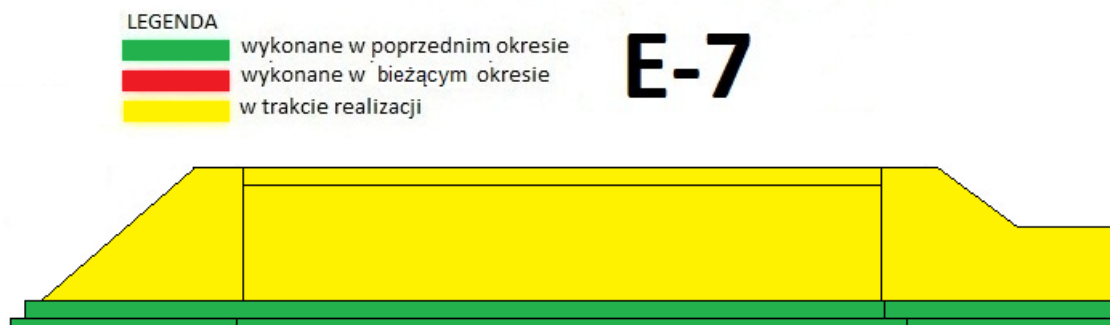 LEGENDA
wykonane w poprzednim okresie
wykonane w bieżącym okresie
w trakcie realizacji
E-7